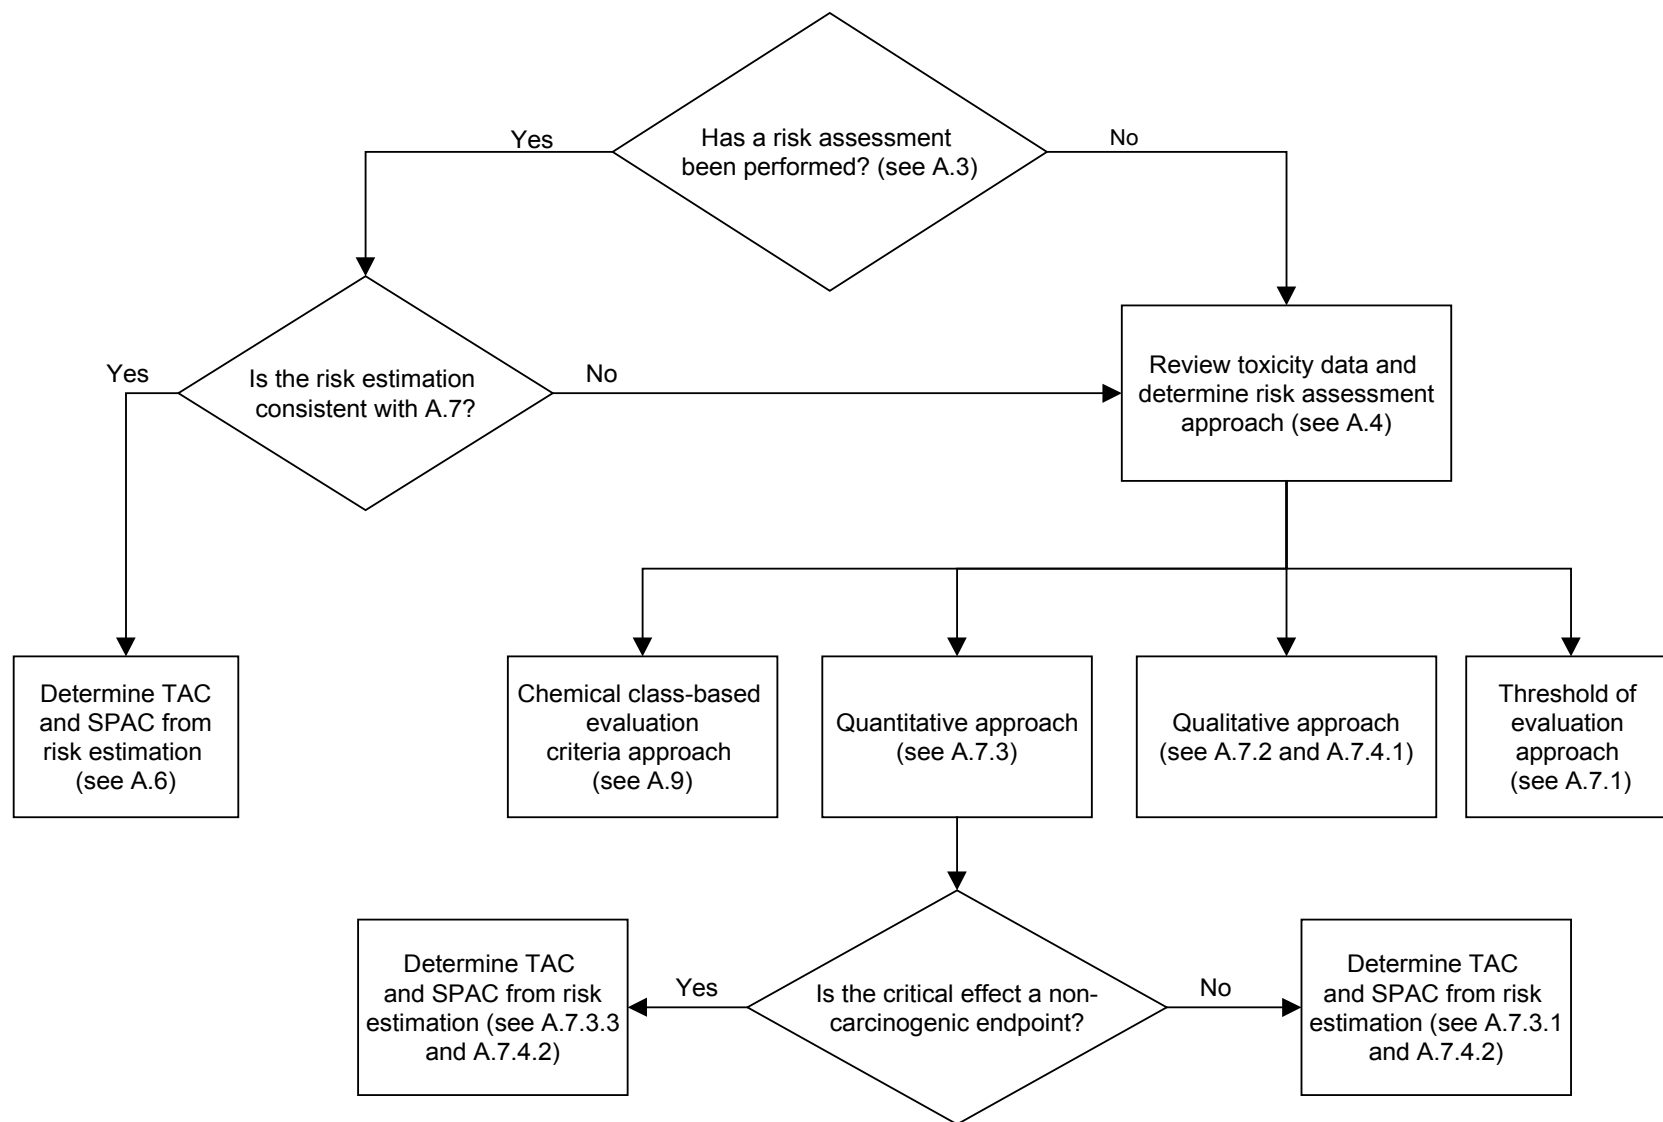 Has a risk assessment
been performed? (see A.3)
Yes
No
Is the risk estimation
consistent with A.7?
Yes
No
Review toxicity data and
determine risk assessment
approach (see A.4)
Determine TAC
and SPAC from
risk estimation
(see A.6)
Chemical class-based
evaluation
criteria approach
(see A.9)
Quantitative approach
(see A.7.3)
Qualitative approach
(see A.7.2 and A.7.4.1)
Threshold of
evaluation
approach
(see A.7.1)
Determine TAC
and SPAC from risk
estimation (see A.7.3.3
and A.7.4.2)
Yes
Is the critical effect a non-
carcinogenic endpoint?
No
Determine TAC
and SPAC from risk
estimation (see A.7.3.1
and A.7.4.2)